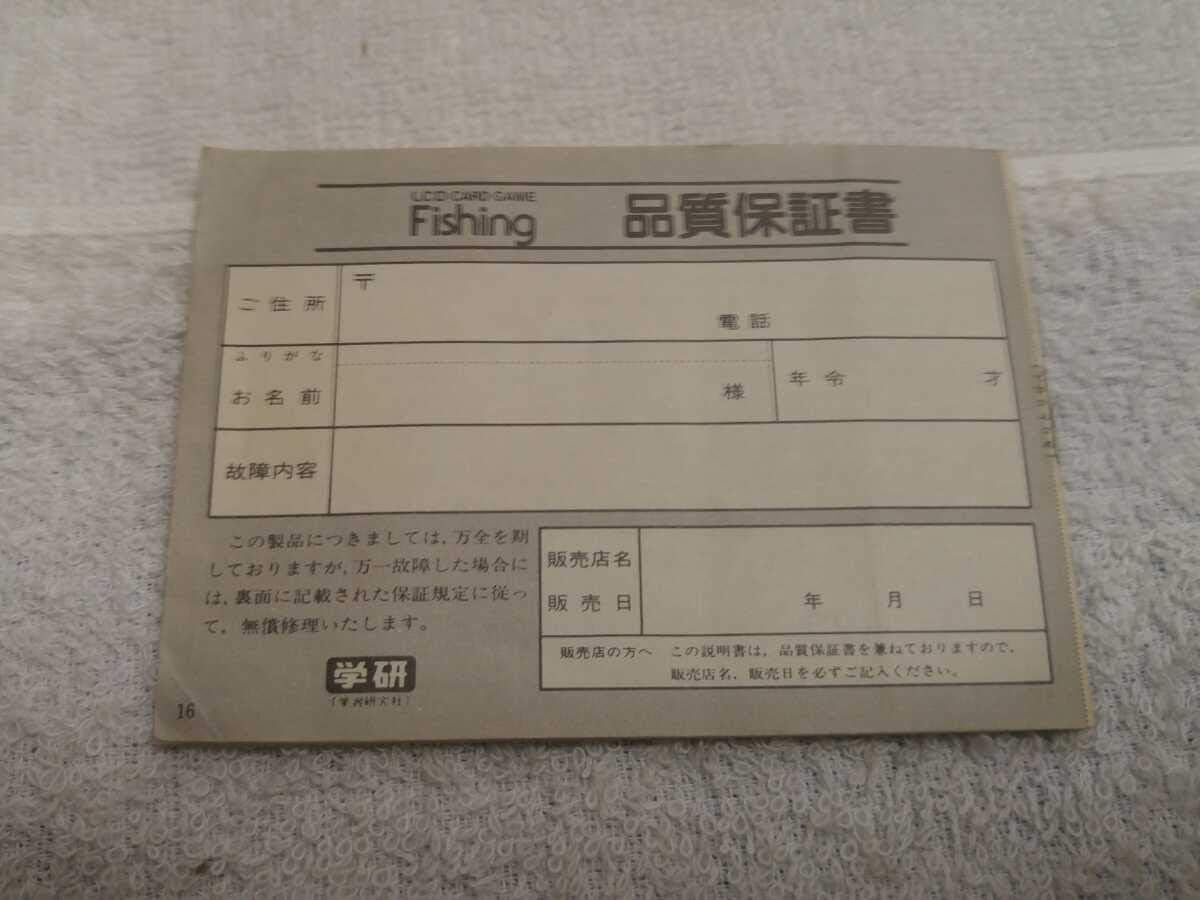 LCD CARD GAME
Fishing 品質保証書
ご住所 〒
電話
ふりがな
お名前 様 年令 才
故障内容
この製品につきましては，万全を期
しておりますが，万一故障した場合に
は，裏面に記載された保証規定に従っ
て，無償修理いたします。
学研
(学習研究社)
販売店名
販売日 年 月 日
販売店の方へ この説明書は，品質保証書を兼ねておりますので，
販売店名，販売日を必ずご記入ください。
16